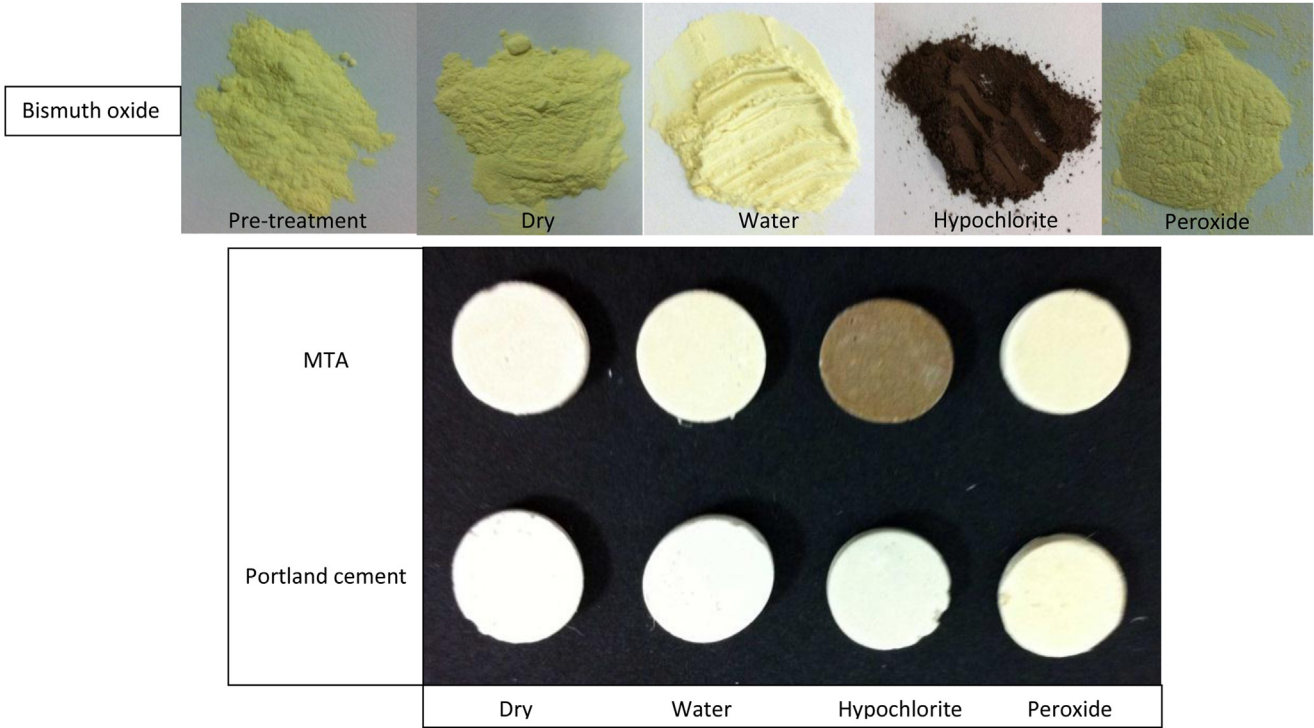 Bismuth oxide
Pre-treatment
Dry
Water
Hypochlorite
Peroxide
MTA
Portland cement
Dry
Water
Hypochlorite
Peroxide